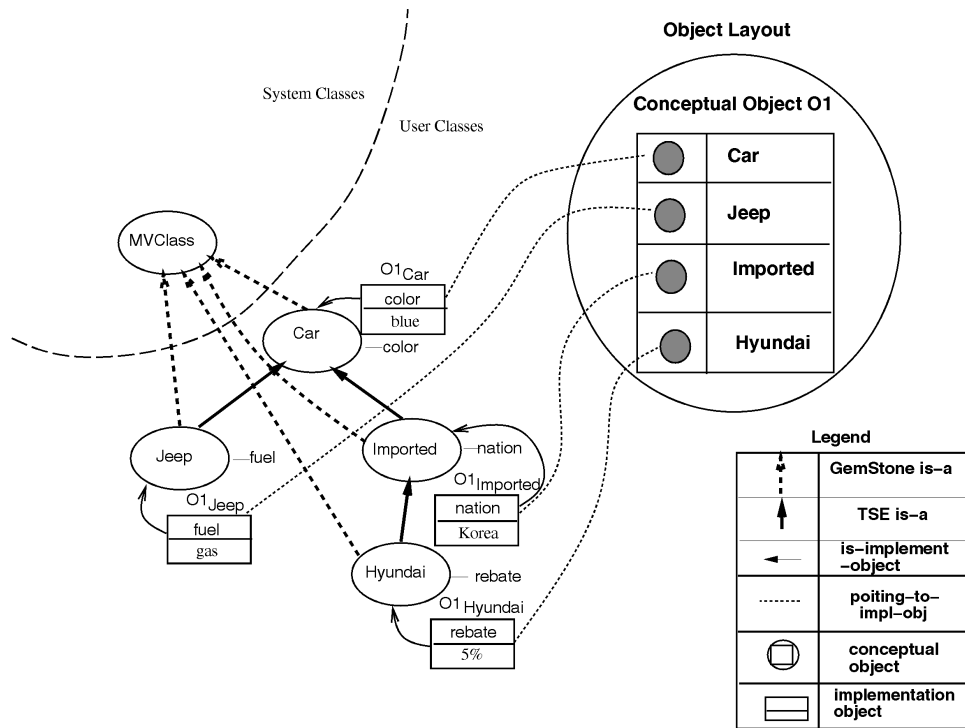 Object Layout
System Classes
User Classes
Conceptual Object O1
Car
Jeep
Imported
Hyundai
MVClass
O1Car
color
blue
Car
—color
Jeep
—fuel
O1Jeep
fuel
gas
Imported
—nation
O1Imported
nation
Korea
Hyundai
— rebate
O1Hyundai
rebate
5%
Legend
GemStone is-a
TSE is-a
is-implement
-object
poiting-to-
impl-obj
conceptual
object
implementation
object